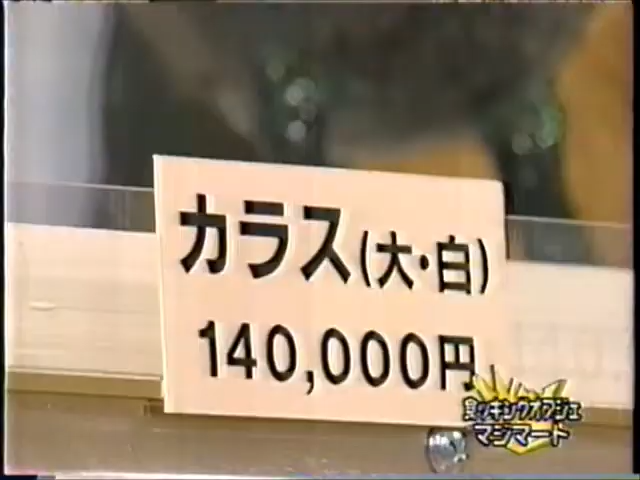 カラス(大・白)
140,000円
マジマート